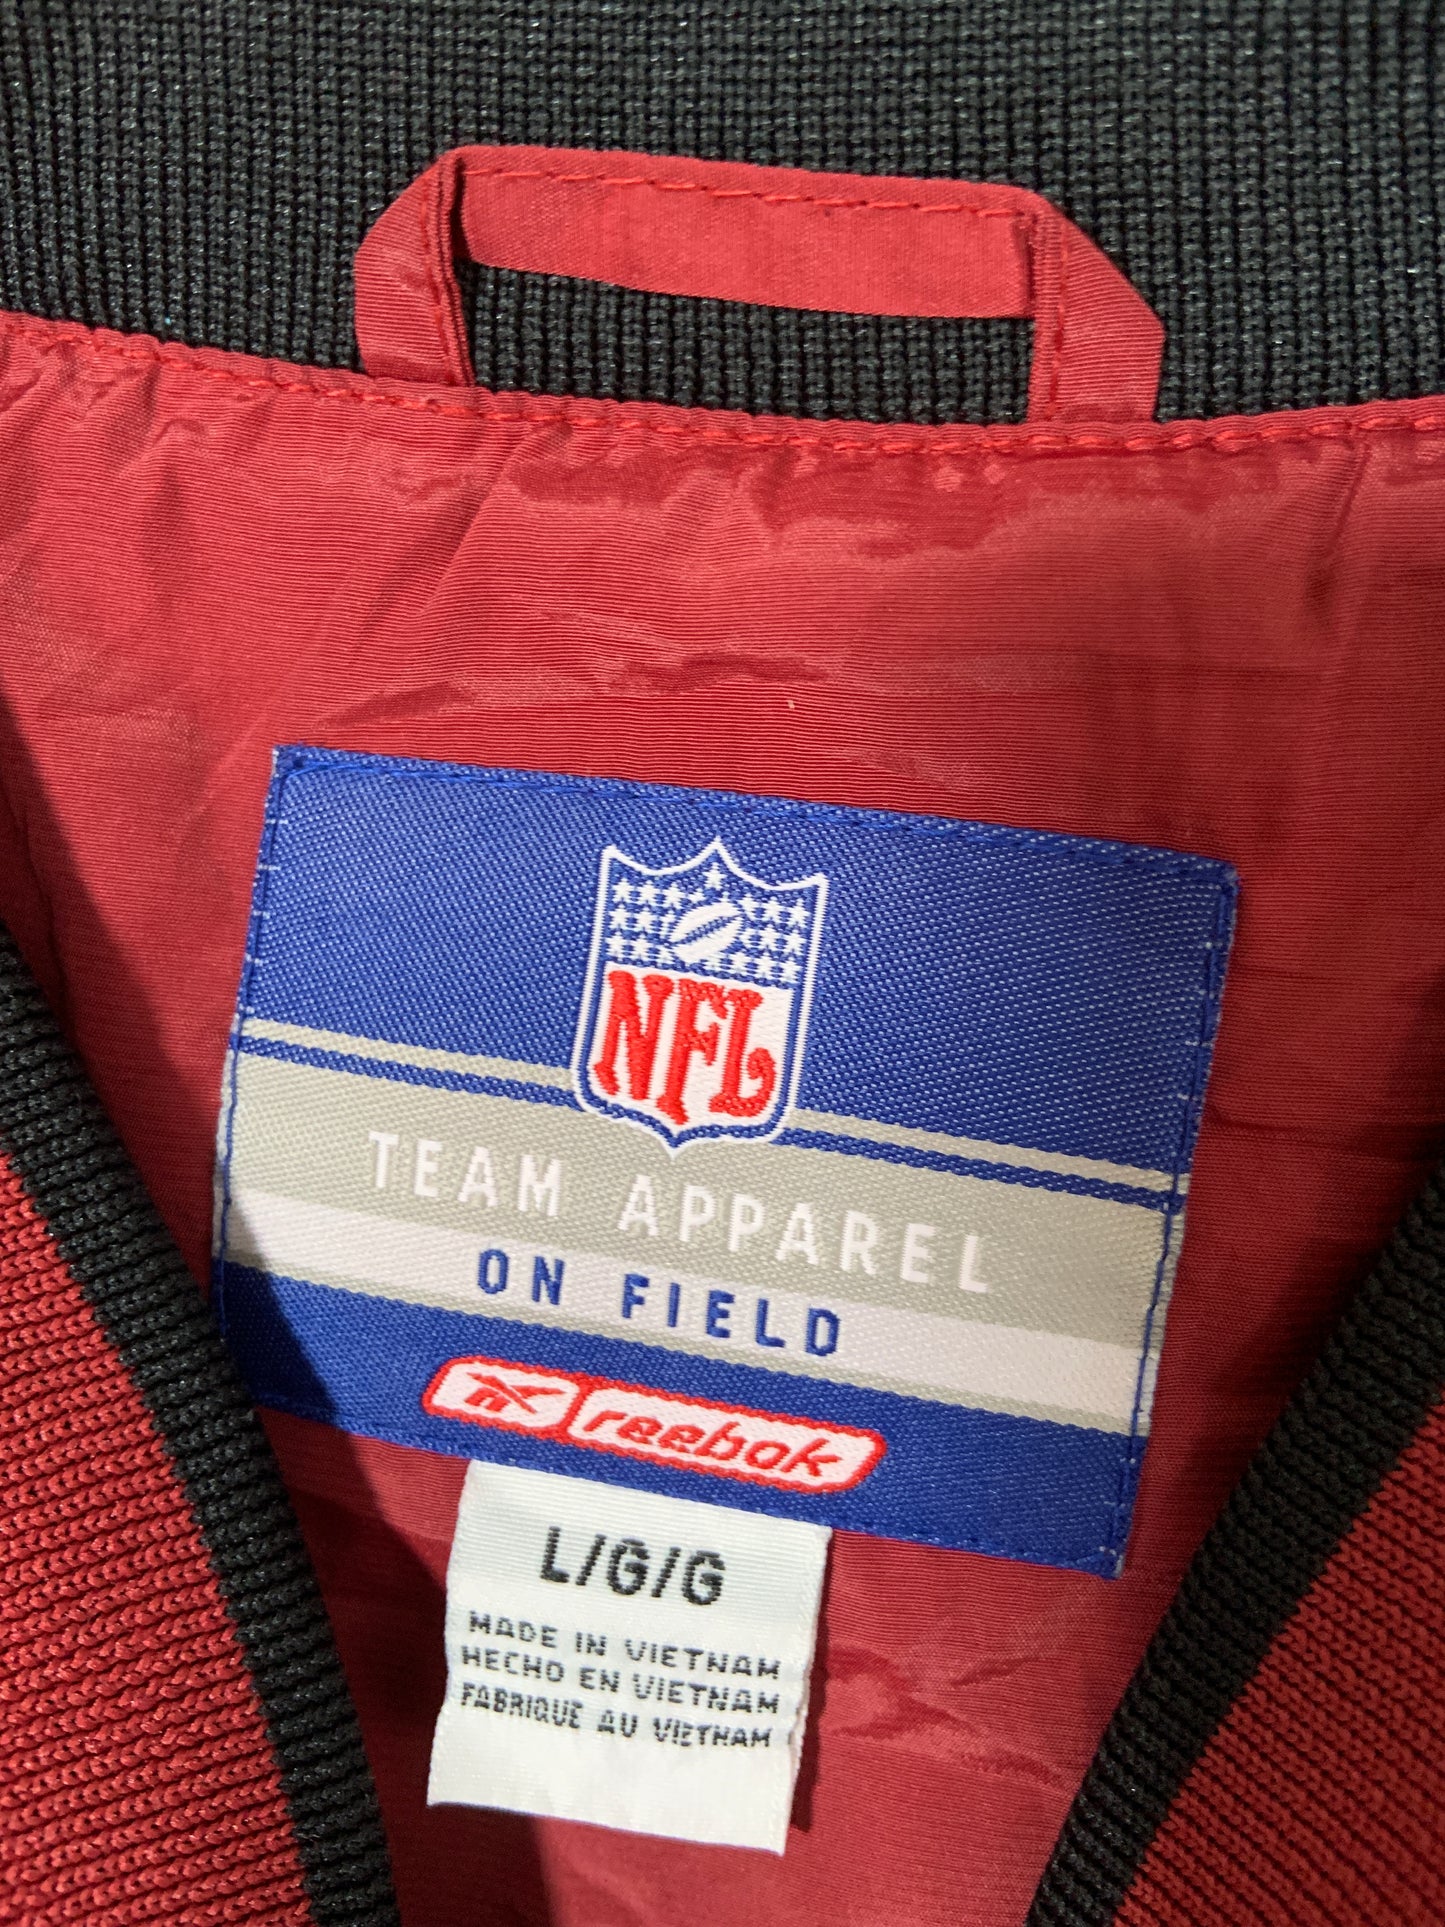 NFL
TEAM APPAREL
ON FIELD
reebok
L/G/G
MADE IN VIETNAM
HECHO EN VIETNAM
FABRIQUE AU VIETNAM